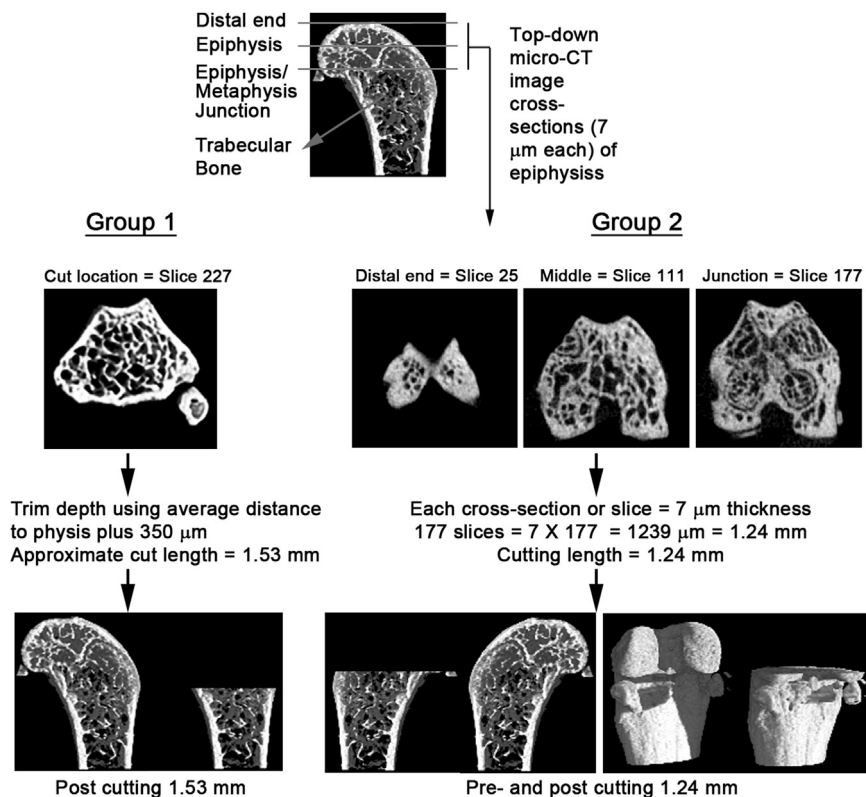 Distal end
Epiphysis
Epiphysis/
Metaphysis
Junction
Trabecular
Bone
Top-down
micro-CT
image
cross-
sections (7
μm each) of
epiphysiss
Group 1
Cut location = Slice 227
Trim depth using average distance
to physis plus 350 μm
Approximate cut length = 1.53 mm
Post cutting 1.53 mm
Group 2
Distal end = Slice 25
Middle = Slice 111
Junction = Slice 177
Each cross-section or slice = 7 μm thickness
177 slices = 7 X 177 = 1239 μm = 1.24 mm
Cutting length = 1.24 mm
Pre- and post cutting 1.24 mm